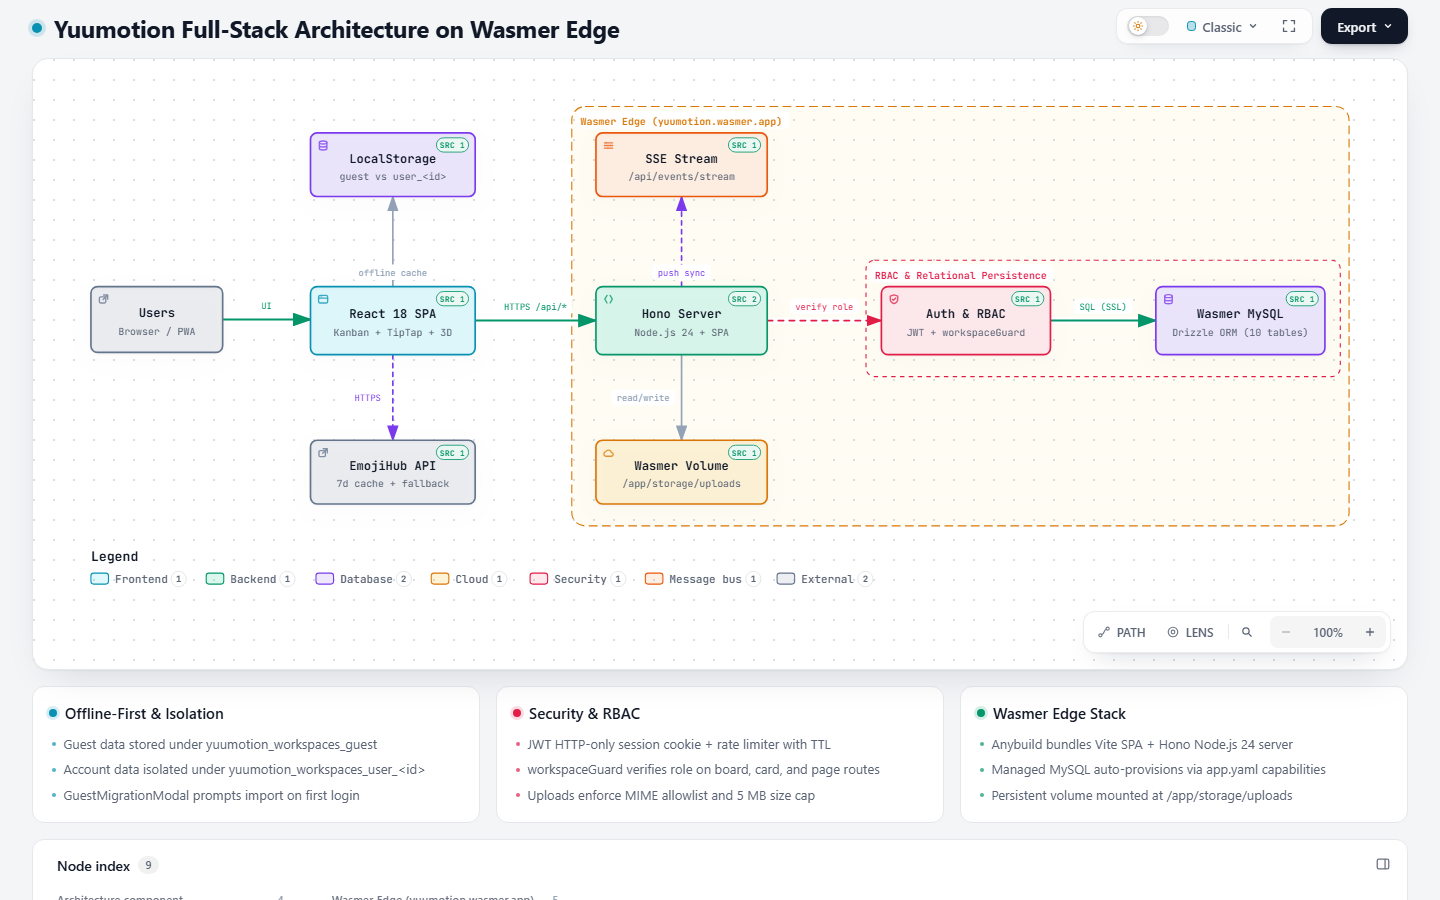 Yuumotion Full-Stack Architecture on Wasmer Edge
Classic
Export
Wasmer Edge (yuumotion.wasmer.app)
SRC 1
LocalStorage
guest vs user_<id>
SRC 1
SSE Stream
/api/events/stream
offline cache
push sync
RBAC & Relational Persistence
Users
Browser / PWA
UI
SRC 1
React 18 SPA
Kanban + TipTap + 3D
HTTPS /api/*
SRC 2
Hono Server
Node.js 24 + SPA
verify role
SRC 1
Auth & RBAC
JWT + workspaceGuard
SQL (SSL)
SRC 1
Wasmer MySQL
Drizzle ORM (10 tables)
HTTPS
read/write
SRC 1
EmojiHub API
7d cache + fallback
SRC 1
Wasmer Volume
/app/storage/uploads
Legend
Frontend 1 Backend 1 Database 2 Cloud 1 Security 1 Message bus 1 External 2
PATH LENS 100%
Offline-First & Isolation
Guest data stored under yuumotion_workspaces_guest
Account data isolated under yuumotion_workspaces_user_<id>
GuestMigrationModal prompts import on first login
Security & RBAC
JWT HTTP-only session cookie + rate limiter with TTL
workspaceGuard verifies role on board, card, and page routes
Uploads enforce MIME allowlist and 5 MB size cap
Wasmer Edge Stack
Anybuild bundles Vite SPA + Hono Node.js 24 server
Managed MySQL auto-provisions via app.yaml capabilities
Persistent volume mounted at /app/storage/uploads
Node index 9
Architecture component 4 Wasmer Edge (yuumotion.wasmer.app) 5